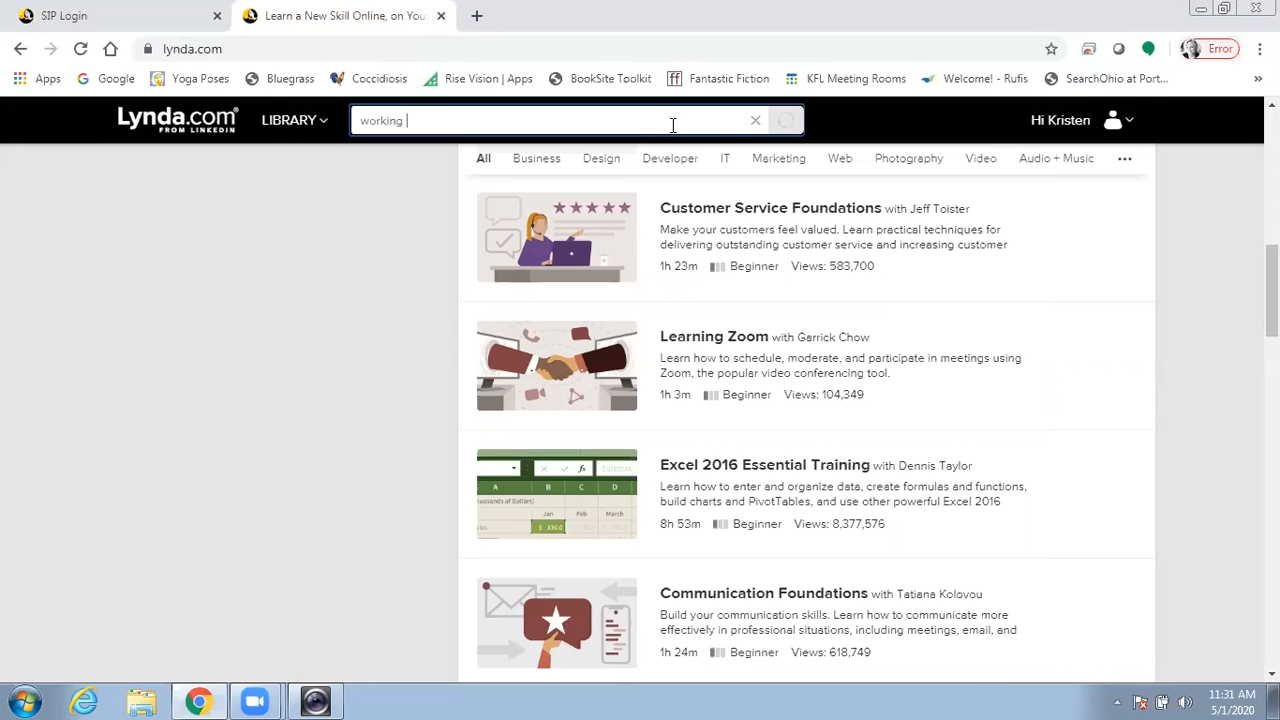 SIP Login
Learn a New Skill Online, on You
lynda.com
Error
Apps
Google
Yoga Poses
Bluegrass
Coccidiosis
Rise Vision | Apps
BookSite Toolkit
Fantastic Fiction
KFL Meeting Rooms
Welcome! - Rufis
SearchOhio at Port...
Lynda.com
FROM LINKEDIN
LIBRARY
working
Hi Kristen
All Business Design Developer IT Marketing Web Photography Video Audio + Music
Customer Service Foundations with Jeff Toister
Make your customers feel valued. Learn practical techniques for
delivering outstanding customer service and increasing customer
1h 23m Beginner Views: 583,700
Learning Zoom with Garrick Chow
Learn how to schedule, moderate, and participate in meetings using
Zoom, the popular video conferencing tool.
1h 3m Beginner Views: 104,349
A B C D
Jan Feb March
Excel 2016 Essential Training with Dennis Taylor
Learn how to enter and organize data, create formulas and functions,
build charts and PivotTables, and use other powerful Excel 2016
8h 53m Beginner Views: 8,377,576
Communication Foundations with Tatiana Kolovou
Build your communication skills. Learn how to communicate more
effectively in professional situations, including meetings, email, and
1h 24m Beginner Views: 618,749
11:31 AM
5/1/2020